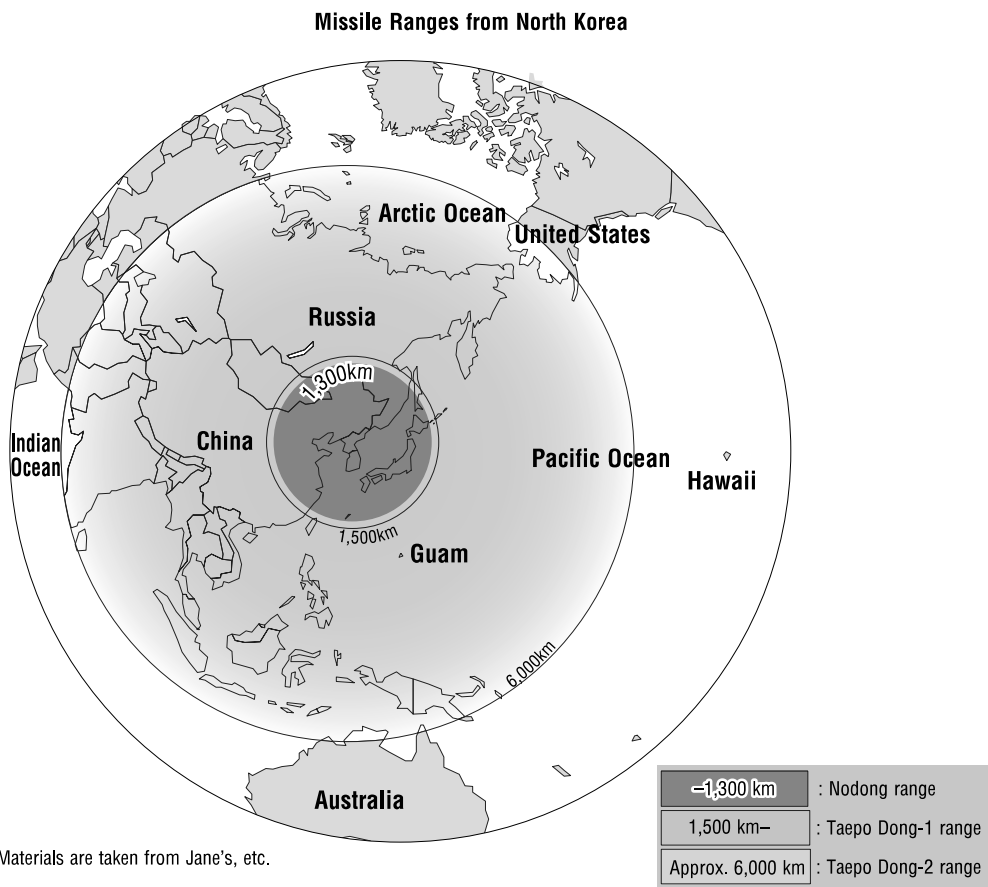 Missile Ranges from North Korea
Arctic Ocean
United States
Russia
1,300km
China
Indian
Ocean
Pacific Ocean
Hawaii
1,500km
Guam
6,000km
Australia
–1,300 km : Nodong range
1,500 km– : Taepo Dong-1 range
Approx. 6,000 km : Taepo Dong-2 range
Materials are taken from Jane's, etc.